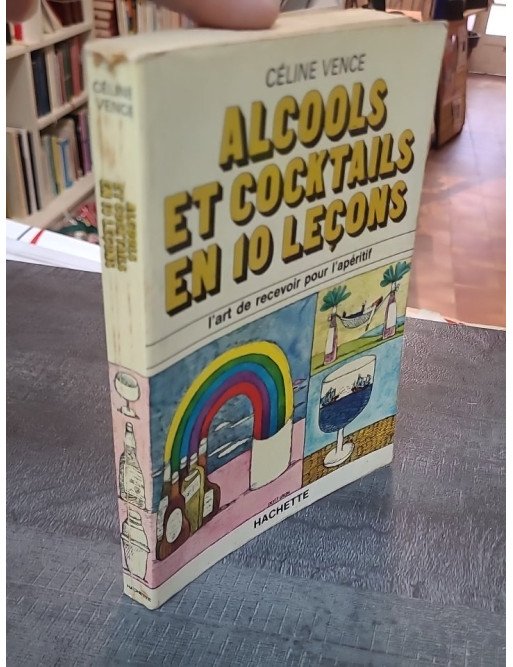 CÉLINE VENCE
ALCOOLS
ET COCKTAILS
EN 10 LEÇONS
l'art de recevoir pour l'apéritif
HACHETTE
CÉLINE
VENCE
ALCOOLS
ET COCKTAILS
EN 10 LEÇONS
HACHETTE